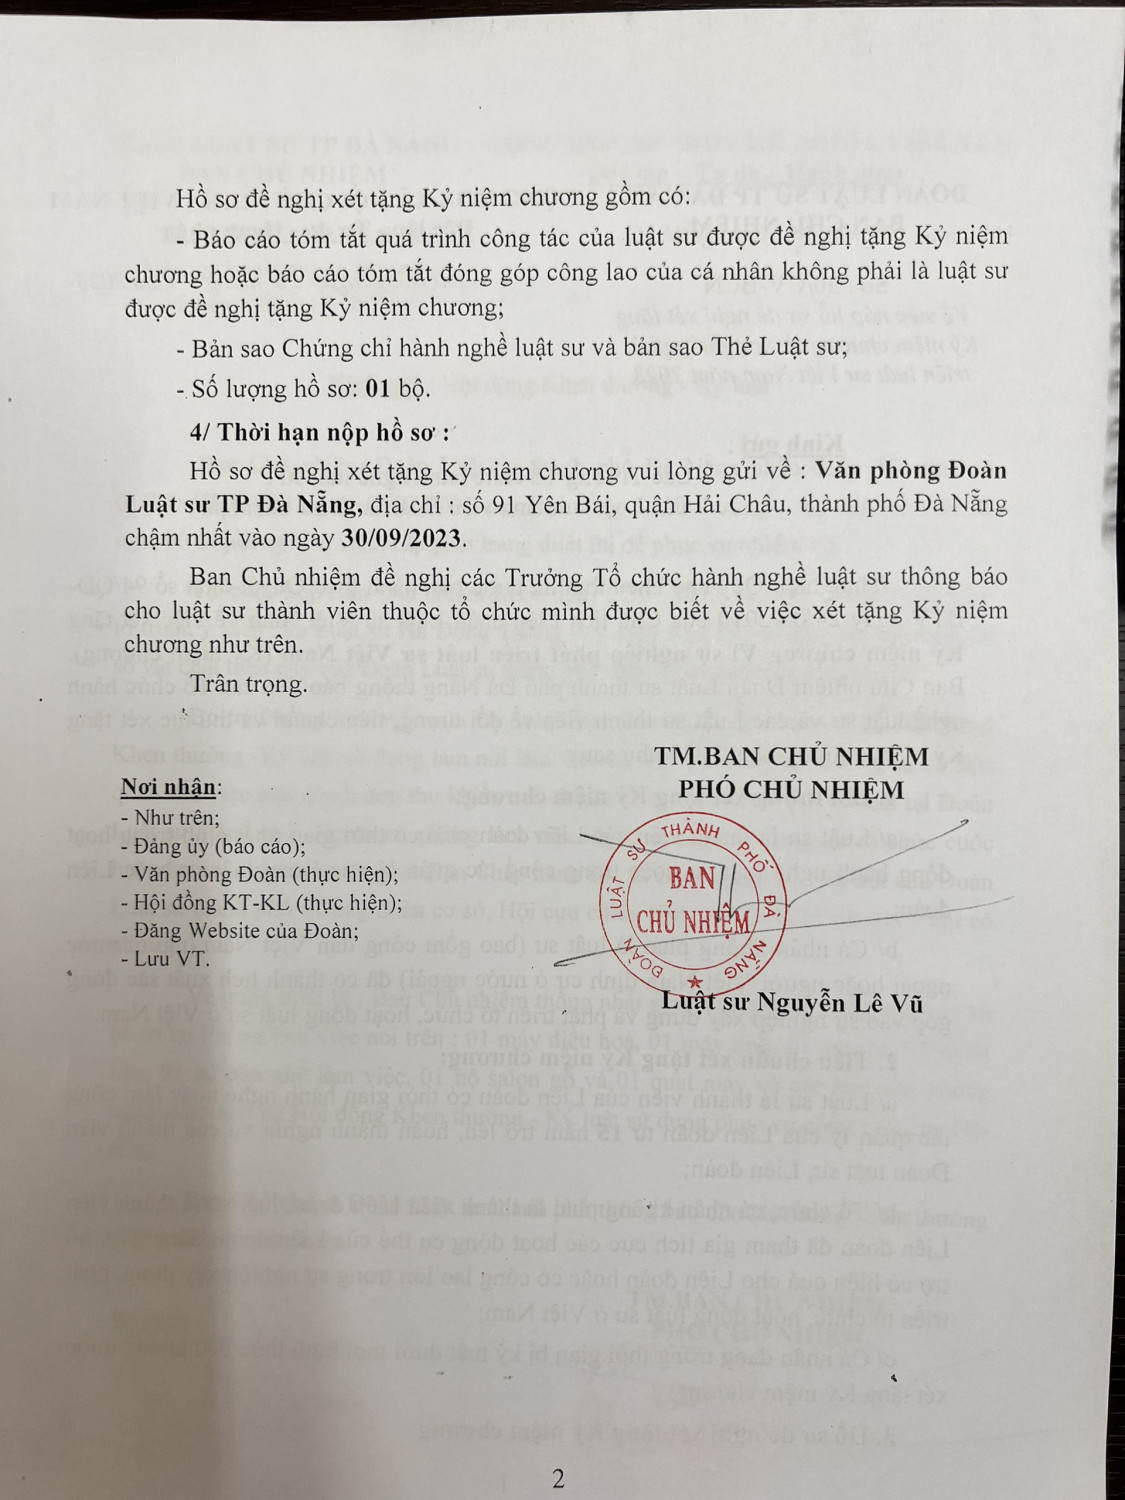 Hồ sơ đề nghị xét tặng Kỷ niệm chương gồm có:
- Báo cáo tóm tắt quá trình công tác của luật sư được đề nghị tặng Kỷ niệm
chương hoặc báo cáo tóm tắt đóng góp công lao của cá nhân không phải là luật sư
được đề nghị tặng Kỷ niệm chương;
- Bản sao Chứng chỉ hành nghề luật sư và bản sao Thẻ Luật sư;
- Số lượng hồ sơ: 01 bộ.
4/ Thời hạn nộp hồ sơ :
Hồ sơ đề nghị xét tặng Kỷ niệm chương vui lòng gửi về : Văn phòng Đoàn
Luật sư TP Đà Nẵng, địa chỉ : số 91 Yên Bái, quận Hải Châu, thành phố Đà Nẵng
chậm nhất vào ngày 30/09/2023.
Ban Chủ nhiệm đề nghị các Trưởng Tổ chức hành nghề luật sư thông báo
cho luật sư thành viên thuộc tổ chức mình được biết về việc xét tặng Kỷ niệm
chương như trên.
Trân trọng.
TM.BAN CHỦ NHIỆM
PHÓ CHỦ NHIỆM
Nơi nhận:
- Như trên;
- Đảng ủy (báo cáo);
- Văn phòng Đoàn (thực hiện);
- Hội đồng KT-KL (thực hiện);
- Đăng Website của Đoàn;
- Lưu VT.
ĐOÀN LUẬT SƯ THÀNH PHỐ ĐÀ NẴNG
BAN
CHỦ NHIỆM
Luật sư Nguyễn Lê Vũ
2